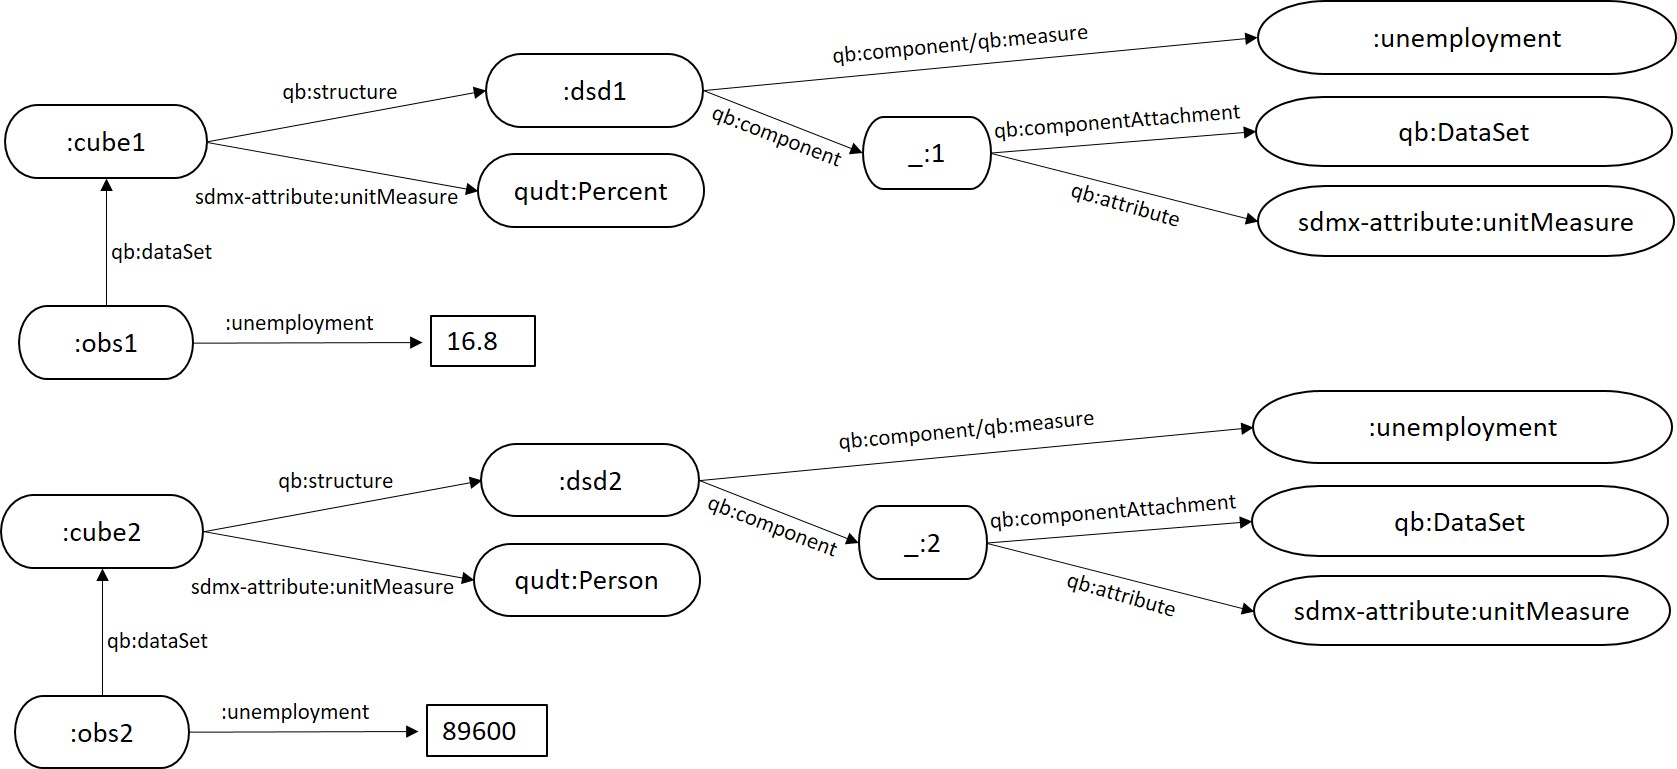 qb:component/qb:measure
:unemployment
qb:structure
:dsd1
qb:component
qb:componentAttachment
qb:DataSet
:cube1
_:1
sdmx-attribute:unitMeasure
qudt:Percent
qb:attribute
sdmx-attribute:unitMeasure
qb:dataSet
:obs1
:unemployment
16.8
qb:component/qb:measure
:unemployment
qb:structure
:dsd2
qb:component
qb:componentAttachment
qb:DataSet
:cube2
_:2
sdmx-attribute:unitMeasure
qudt:Person
qb:attribute
sdmx-attribute:unitMeasure
qb:dataSet
:obs2
:unemployment
89600